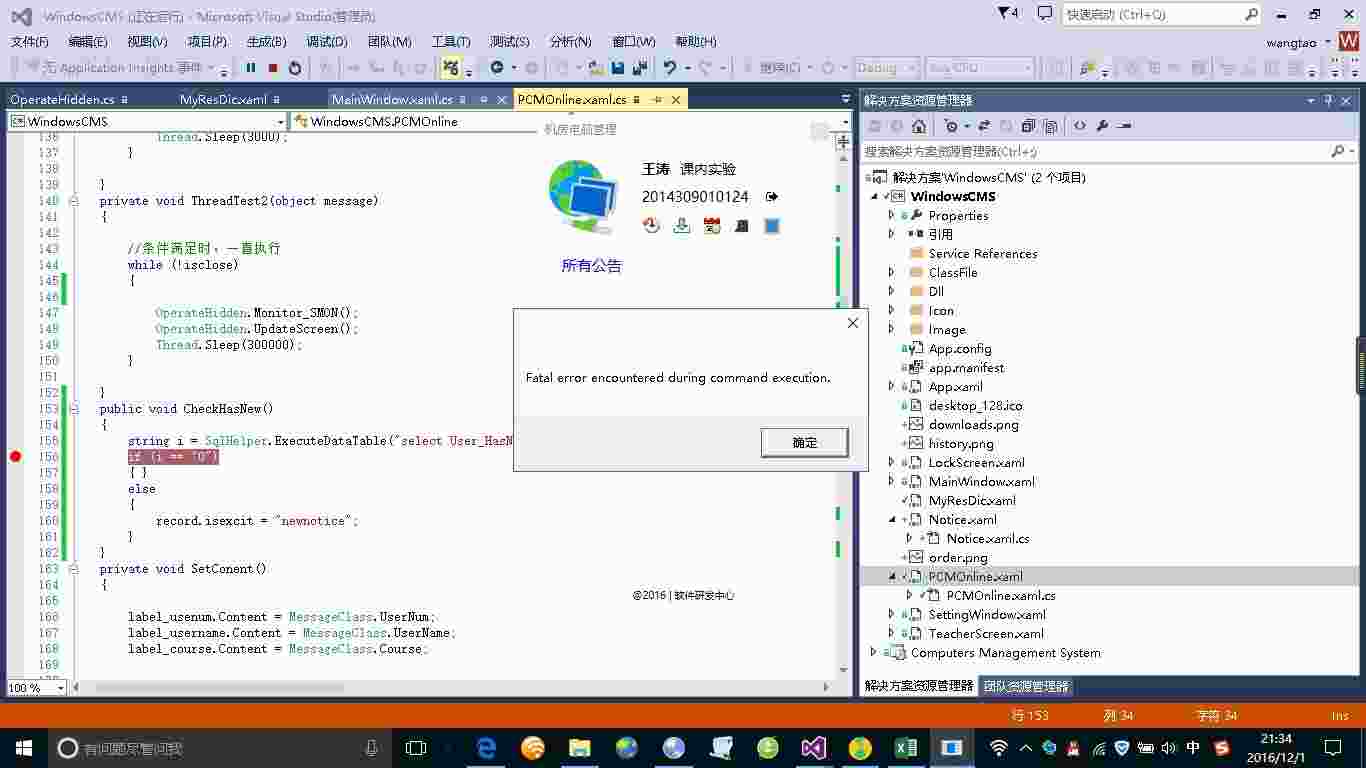 WindowsCMS (正在运行) - Microsoft Visual Studio(管理员)
4
快速启动 (Ctrl+Q)
文件(F) 编辑(E) 视图(V) 项目(P) 生成(B) 调试(D) 团队(M) 工具(T) 测试(S) 分析(N) 窗口(W) 帮助(H)
wangtao W
无 Application Insights 事件
继续(C) Debug Any CPU
OperateHidden.cs MyResDic.xaml MainWindow.xaml.cs PCMOnline.xaml.cs
WindowsCMS WindowsCMS.PCMOnline
136 Thread.Sleep(3000);
137 }
138
139 }
140 private void ThreadTest2(object message)
141 {
142
143 //条件满足时,一直执行
144 while (!isclose)
145 {
146
147 OperateHidden.Monitor_SMON();
148 OperateHidden.UpdateScreen();
149 Thread.Sleep(300000);
150 }
151
152 }
153 public void CheckHasNew()
154 {
155 string i = SqlHelper.ExecuteDataTable("select User_HasN
156 if (i == "0")
157 { }
158 else
159 {
160 record.isexcit = "newnotice";
161 }
162 }
163 private void SetConent()
164 {
165
166 label_usenum.Content = MessageClass.UserNum;
167 label_username.Content = MessageClass.UserName;
168 label_course.Content = MessageClass.Course;
169
100 %
机房电脑管理
王涛 课内实验
2014309010124
所有公告
Fatal error encountered during command execution.
确定
@2016 | 软件研发中心
解决方案资源管理器
搜索解决方案资源管理器(Ctrl+;)
解决方案'WindowsCMS' (2 个项目)
WindowsCMS
Properties
引用
Service References
ClassFile
Dll
Icon
Image
App.config
app.manifest
App.xaml
desktop_128.ico
downloads.png
history.png
LockScreen.xaml
MainWindow.xaml
MyResDic.xaml
Notice.xaml
Notice.xaml.cs
order.png
PCMOnline.xaml
PCMOnline.xaml.cs
SettingWindow.xaml
TeacherScreen.xaml
Computers Management System
解决方案资源管理器 团队资源管理器
行 153 列 34 字符 34 Ins
有问题尽管问我
中
21:34
2016/12/1